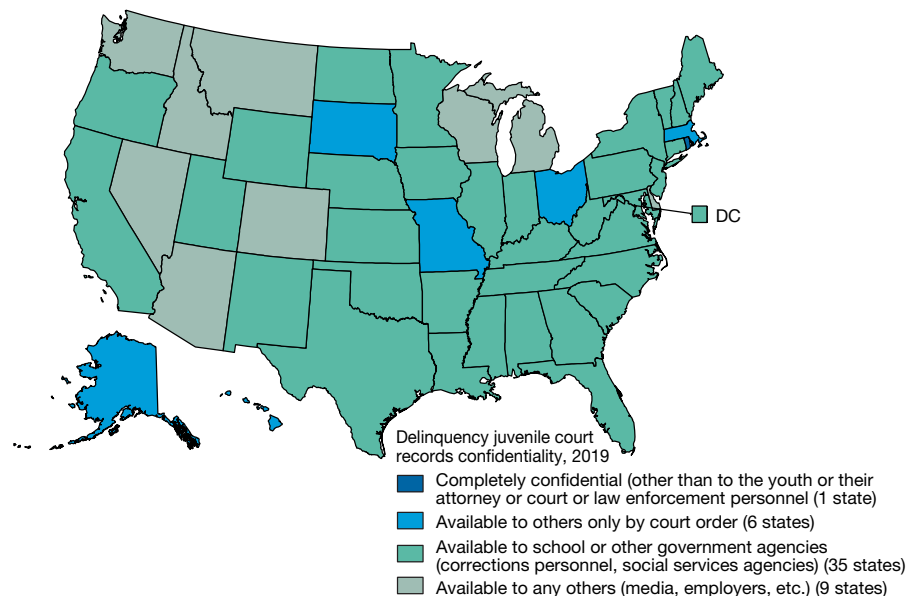 DC
Delinquency juvenile court
records confidentiality, 2019
Completely confidential (other than to the youth or their
attorney or court or law enforcement personnel (1 state)
Available to others only by court order (6 states)
Available to school or other government agencies
(corrections personnel, social services agencies) (35 states)
Available to any others (media, employers, etc.) (9 states)